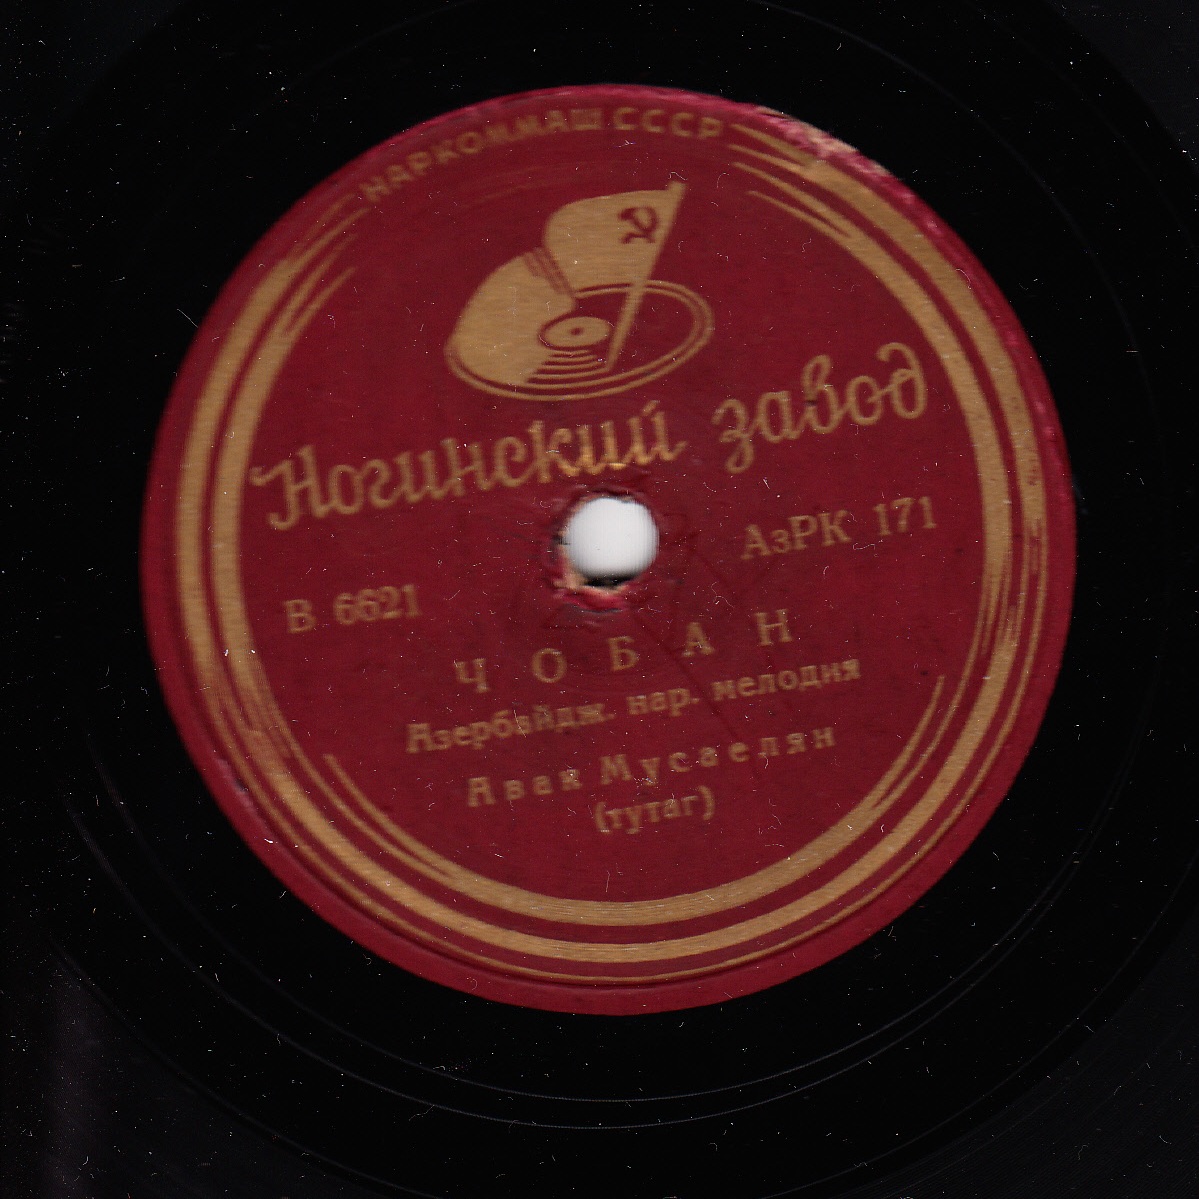 НАРКОММАШ СССР
Ногинский завод
В 6621 АзРК 171
ЧОБАН
Азербайдж. нар. мелодия
Авак Мусаелян
(тутаг)